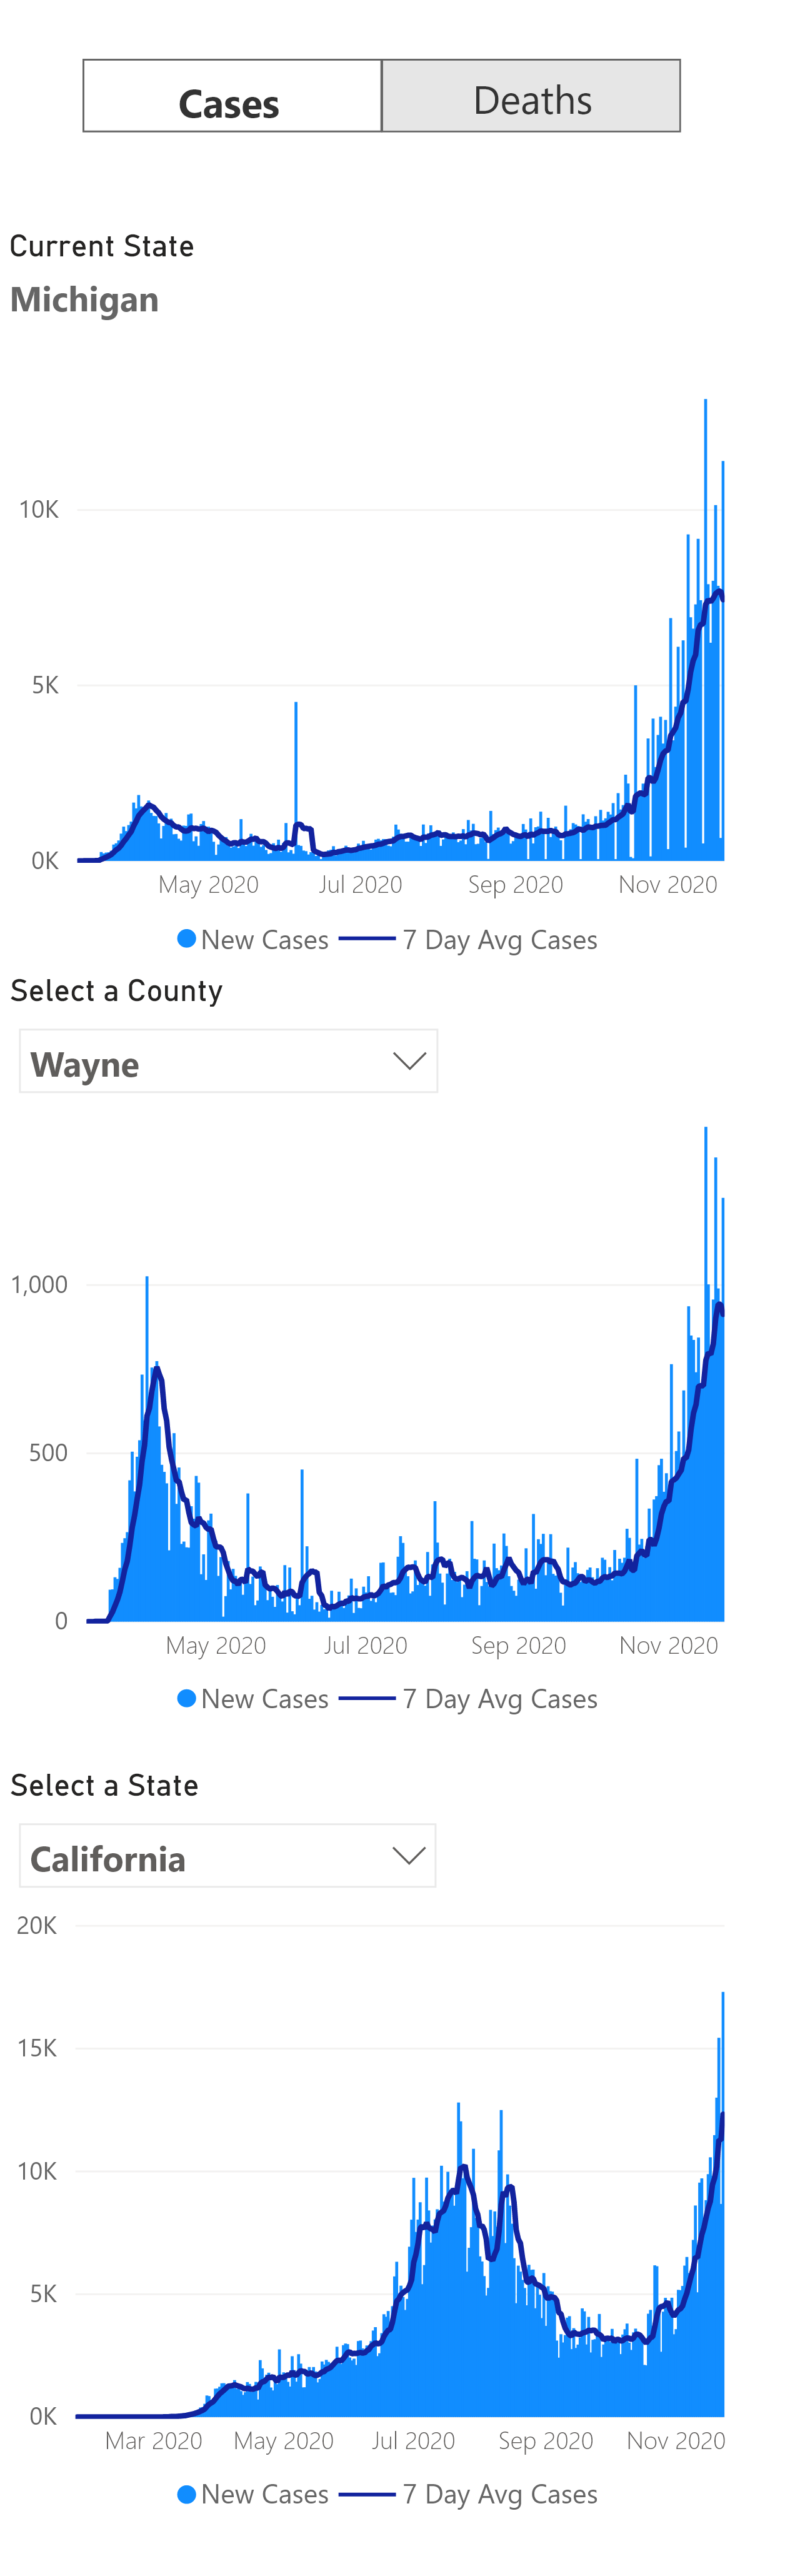 Cases Deaths
Current State
Michigan
10K
5K
0K
May 2020 Jul 2020 Sep 2020 Nov 2020
New Cases 7 Day Avg Cases
Select a County
Wayne
1,000
500
0
May 2020 Jul 2020 Sep 2020 Nov 2020
New Cases 7 Day Avg Cases
Select a State
California
20K
15K
10K
5K
0K
Mar 2020 May 2020 Jul 2020 Sep 2020 Nov 2020
New Cases 7 Day Avg Cases